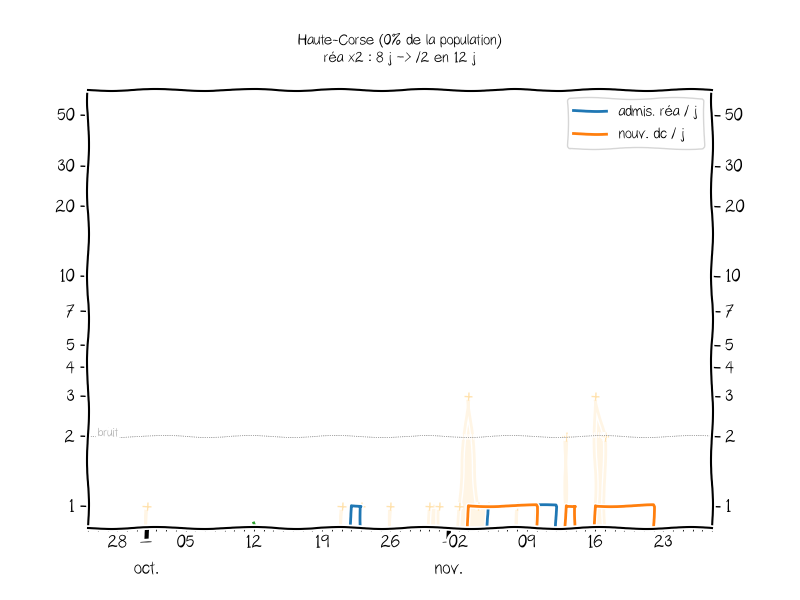 Haute-Corse (0% de la population)
réa x2 : 8 j -> /2 en 12 j
admis. réa / j
nouv. dc / j
50 50
30 30
20 20
10 10
7 7
5 5
4 4
3 3
bruit
2 2
1 1
28 05 12 19 26 02 09 16 23
oct. nov.